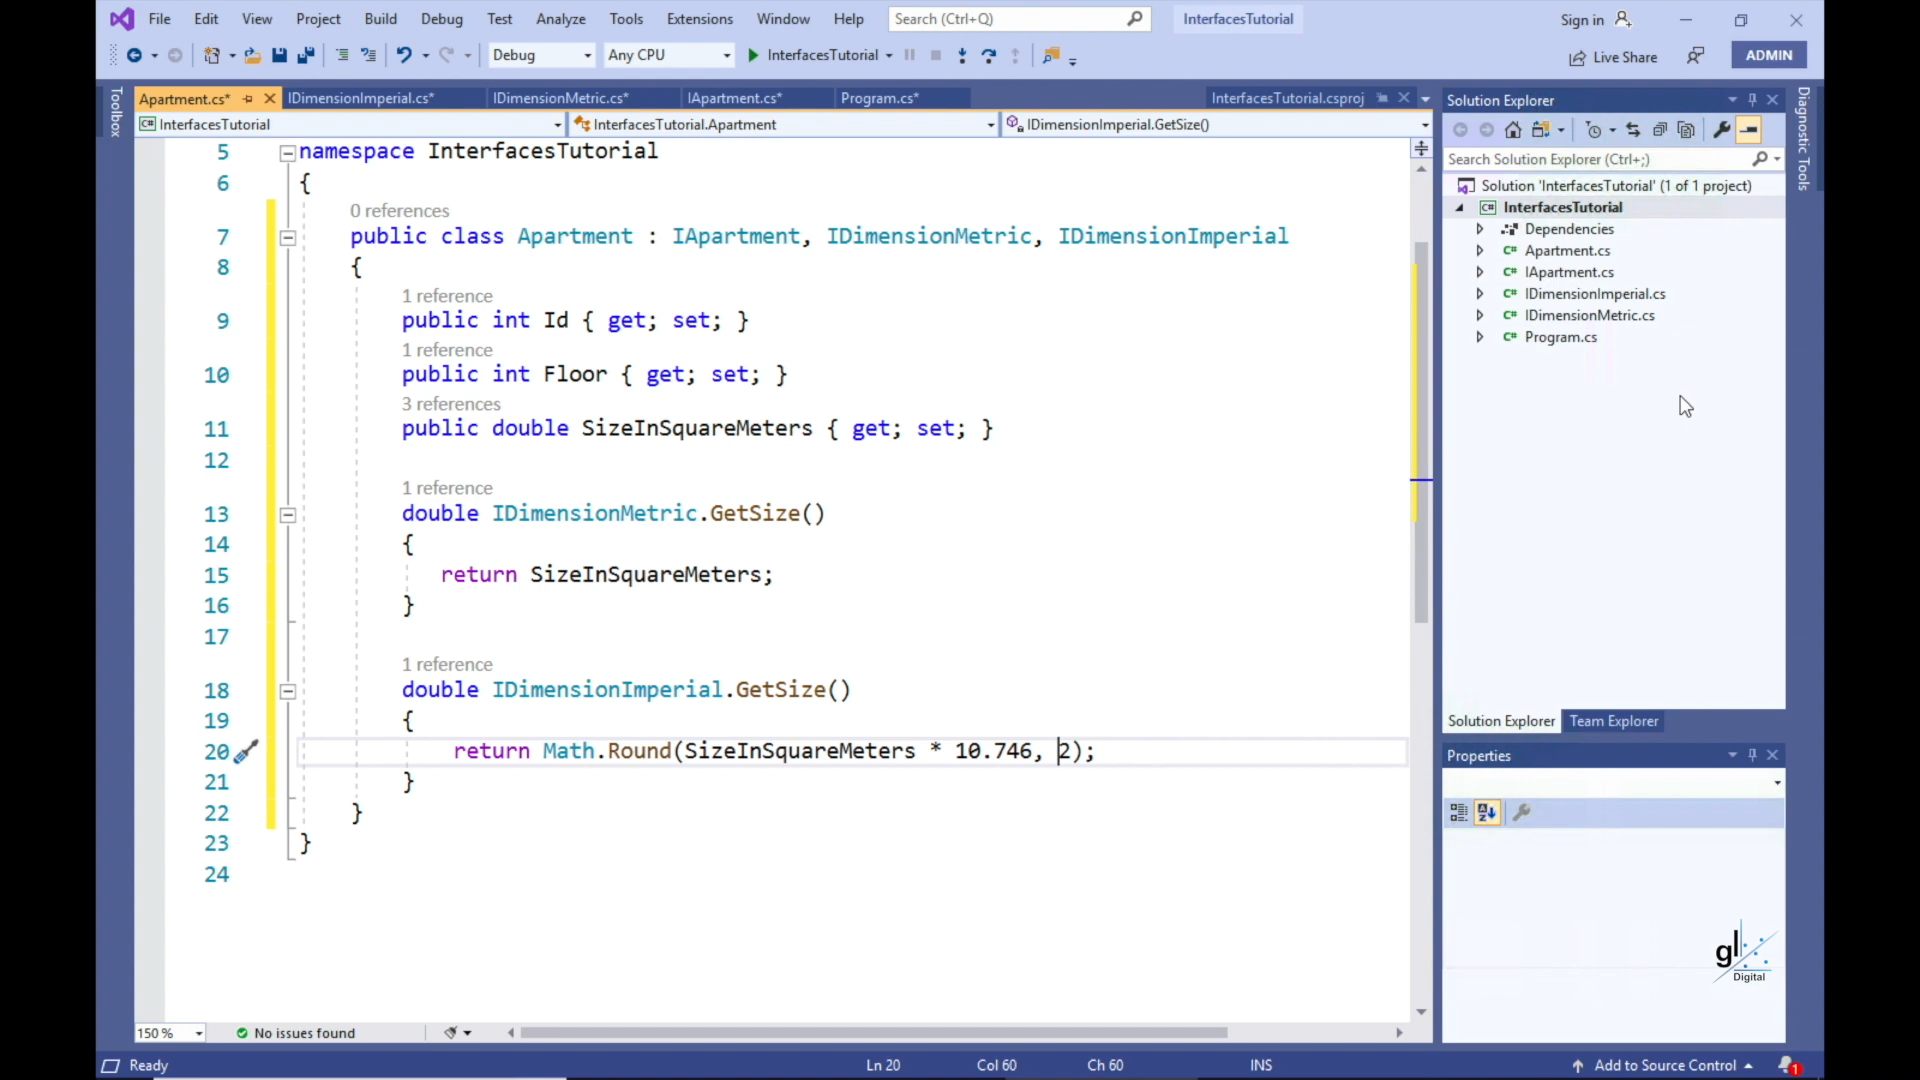 File Edit View Project Build Debug Test Analyze Tools Extensions Window Help Search (Ctrl+Q) InterfacesTutorial Sign in
Debug Any CPU InterfacesTutorial Live Share ADMIN
Toolbox
Apartment.cs* IDimensionImperial.cs* IDimensionMetric.cs* IApartment.cs* Program.cs* InterfacesTutorial.csproj
InterfacesTutorial InterfacesTutorial.Apartment IDimensionImperial.GetSize()
5 namespace InterfacesTutorial
6 {
0 references
7 public class Apartment : IApartment, IDimensionMetric, IDimensionImperial
8 {
1 reference
9 public int Id { get; set; }
1 reference
10 public int Floor { get; set; }
3 references
11 public double SizeInSquareMeters { get; set; }
12
1 reference
13 double IDimensionMetric.GetSize()
14 {
15 return SizeInSquareMeters;
16 }
17
1 reference
18 double IDimensionImperial.GetSize()
19 {
20 return Math.Round(SizeInSquareMeters * 10.746, 2);
21 }
22 }
23 }
24
150 % No issues found
Solution Explorer
Search Solution Explorer (Ctrl+;)
Solution 'InterfacesTutorial' (1 of 1 project)
C# InterfacesTutorial
Dependencies
C# Apartment.cs
C# IApartment.cs
C# IDimensionImperial.cs
C# IDimensionMetric.cs
C# Program.cs
Solution Explorer Team Explorer
Properties
gl
Digital
Diagnostic Tools
Ready Ln 20 Col 60 Ch 60 INS Add to Source Control 1